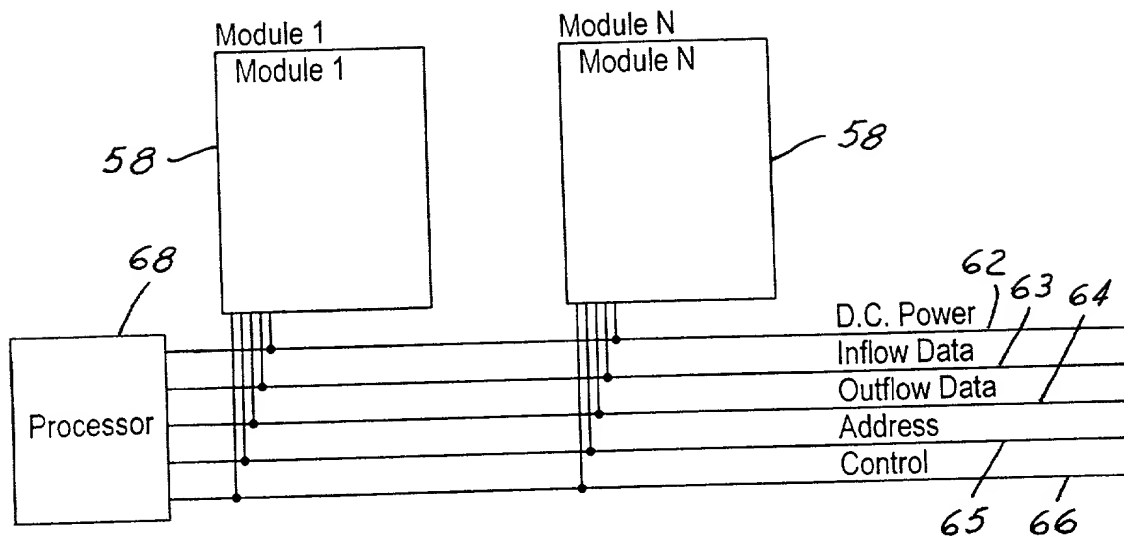 Module 1
Module 1
Module N
Module N
58
58
68
62
63
64
D.C. Power
Inflow Data
Outflow Data
Address
Control
Processor
65
66